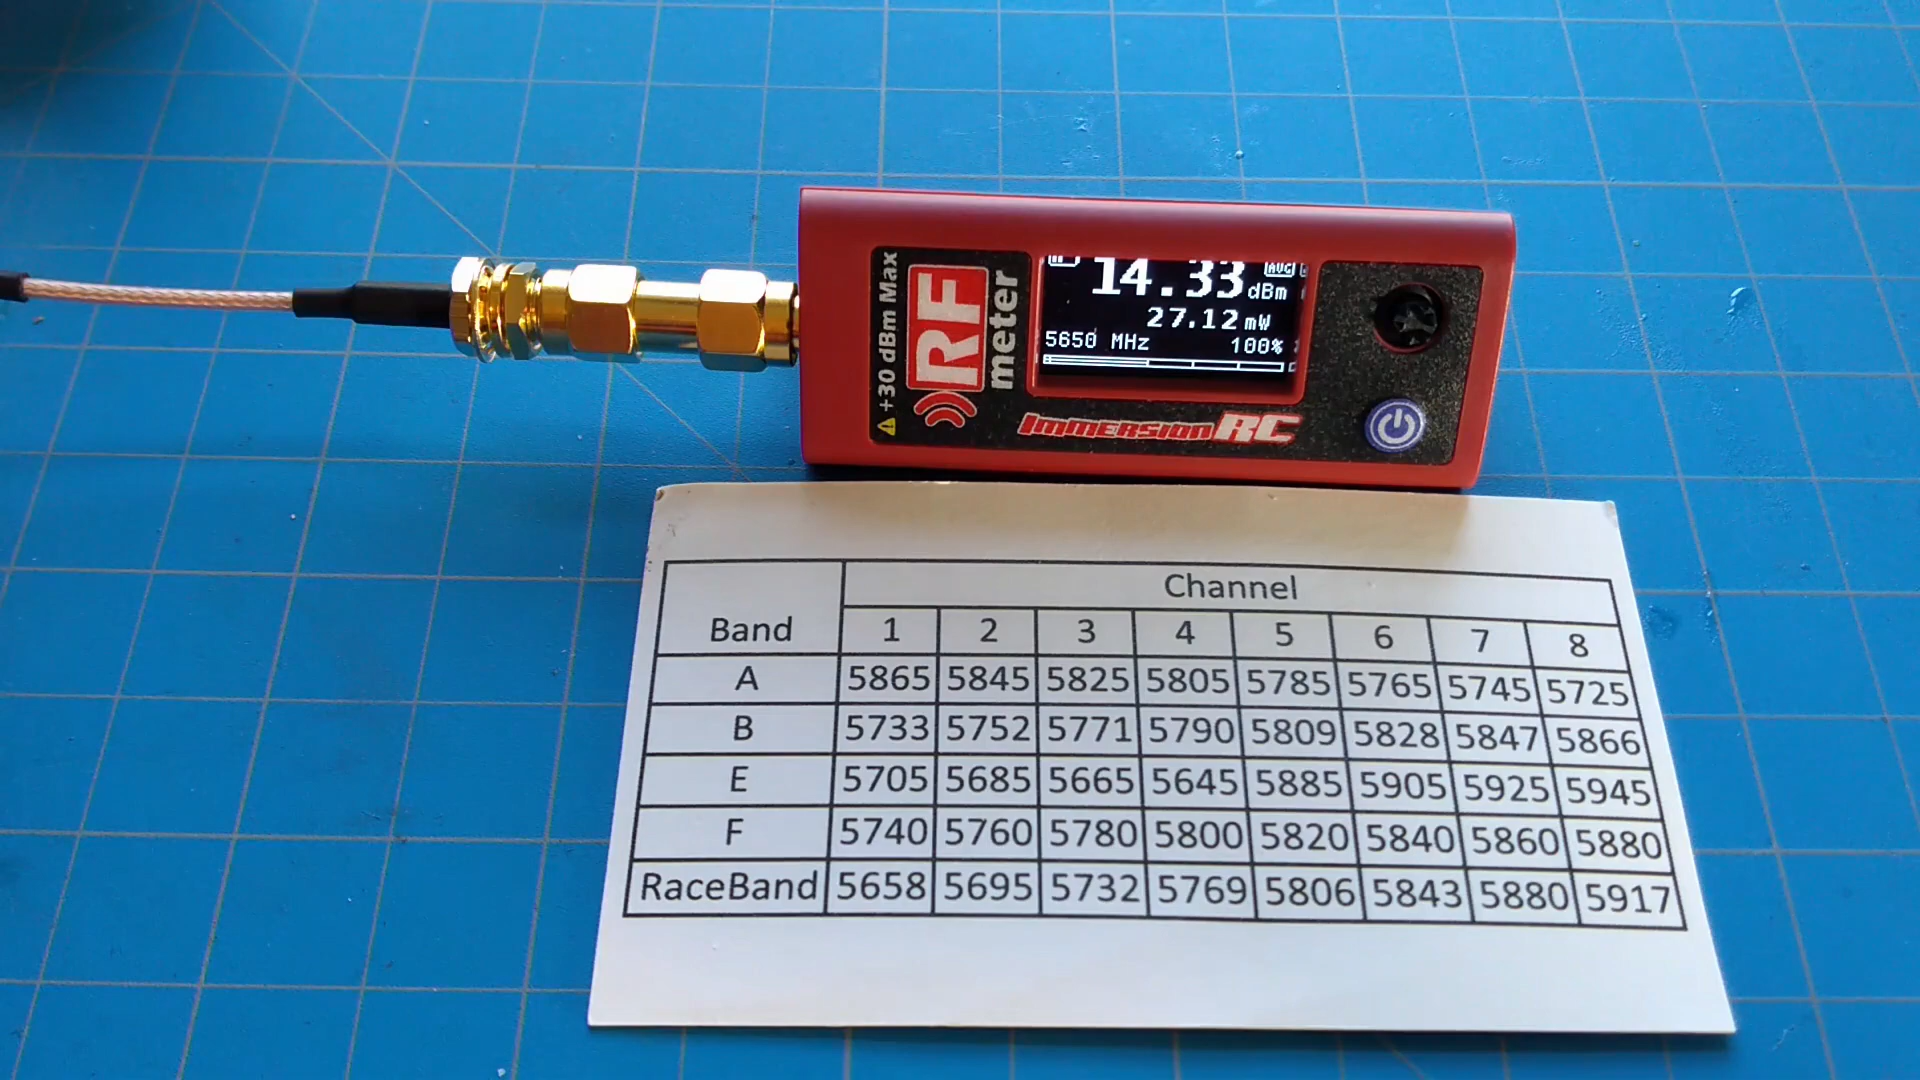 AVG
14.33 dBm
27.12 mW
5650 MHz 100%
+30 dBm Max
RF
meter
ImmersionRC
Channel
Band 1 2 3 4 5 6 7 8
A 5865 5845 5825 5805 5785 5765 5745 5725
B 5733 5752 5771 5790 5809 5828 5847 5866
E 5705 5685 5665 5645 5885 5905 5925 5945
F 5740 5760 5780 5800 5820 5840 5860 5880
RaceBand 5658 5695 5732 5769 5806 5843 5880 5917